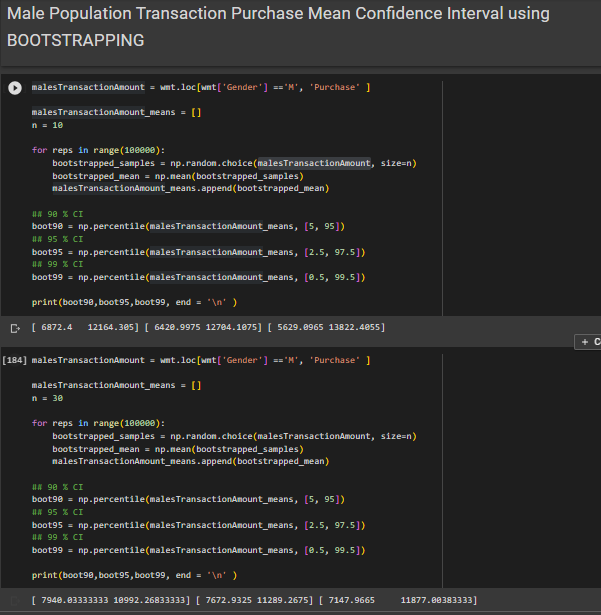 Male Population Transaction Purchase Mean Confidence Interval using
BOOTSTRAPPING
malesTransactionAmount = wmt.loc[wmt['Gender'] =='M', 'Purchase' ]
malesTransactionAmount_means = []
n = 10
for reps in range(100000):
    bootstrapped_samples = np.random.choice(malesTransactionAmount, size=n)
    bootstrapped_mean = np.mean(bootstrapped_samples)
    malesTransactionAmount_means.append(bootstrapped_mean)
## 90 % CI
boot90 = np.percentile(malesTransactionAmount_means, [5, 95])
## 95 % CI
boot95 = np.percentile(malesTransactionAmount_means, [2.5, 97.5])
## 99 % CI
boot99 = np.percentile(malesTransactionAmount_means, [0.5, 99.5])
print(boot90,boot95,boot99, end = '\n' )
[ 6872.4   12164.305] [ 6420.9975 12704.1075] [ 5629.0965 13822.4055]
+ C
[184] malesTransactionAmount = wmt.loc[wmt['Gender'] =='M', 'Purchase' ]
malesTransactionAmount_means = []
n = 30
for reps in range(100000):
    bootstrapped_samples = np.random.choice(malesTransactionAmount, size=n)
    bootstrapped_mean = np.mean(bootstrapped_samples)
    malesTransactionAmount_means.append(bootstrapped_mean)
## 90 % CI
boot90 = np.percentile(malesTransactionAmount_means, [5, 95])
## 95 % CI
boot95 = np.percentile(malesTransactionAmount_means, [2.5, 97.5])
## 99 % CI
boot99 = np.percentile(malesTransactionAmount_means, [0.5, 99.5])
print(boot90,boot95,boot99, end = '\n' )
[ 7940.03333333 10992.26833333] [ 7672.9325 11289.2675] [ 7147.9665     11877.00383333]